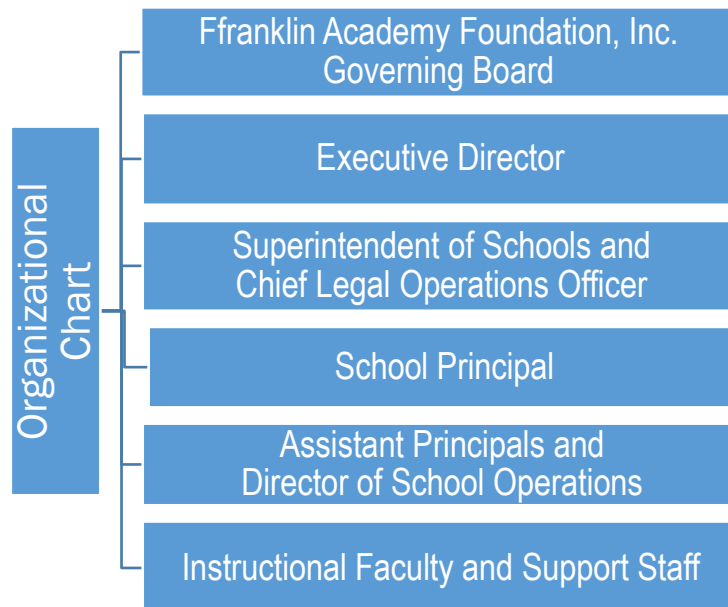 Organizational
Chart
Ffranklin Academy Foundation, Inc.
Governing Board
Executive Director
Superintendent of Schools and
Chief Legal Operations Officer
School Principal
Assistant Principals and
Director of School Operations
Instructional Faculty and Support Staff